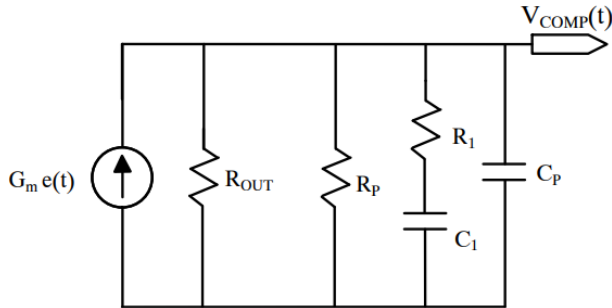 V_COMP(t)
G_m e(t)
R_OUT
R_P
R_1
C_1
C_P